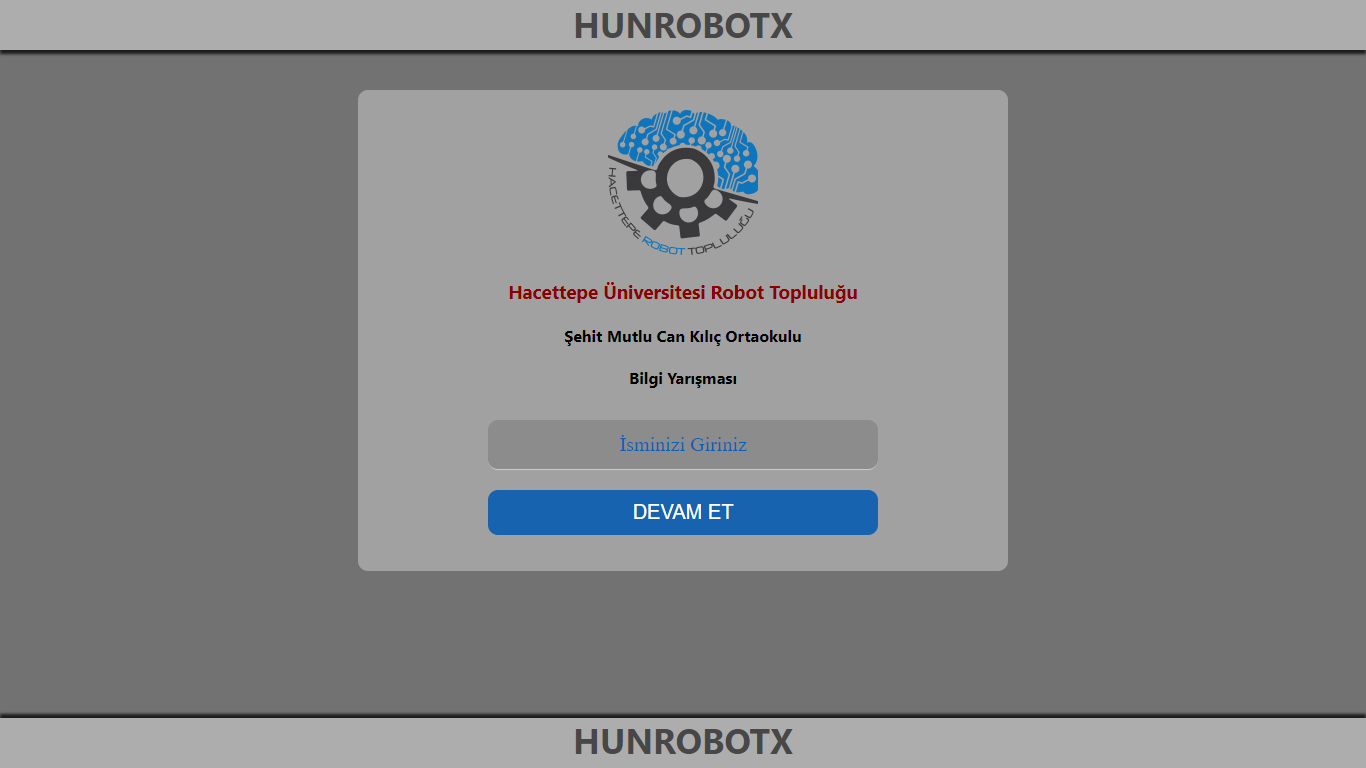 HUNROBOTX
HACETTEPE ROBOT TOPLULUĞU
Hacettepe Üniversitesi Robot Topluluğu
Şehit Mutlu Can Kılıç Ortaokulu
Bilgi Yarışması
İsminizi Giriniz
DEVAM ET
HUNROBOTX